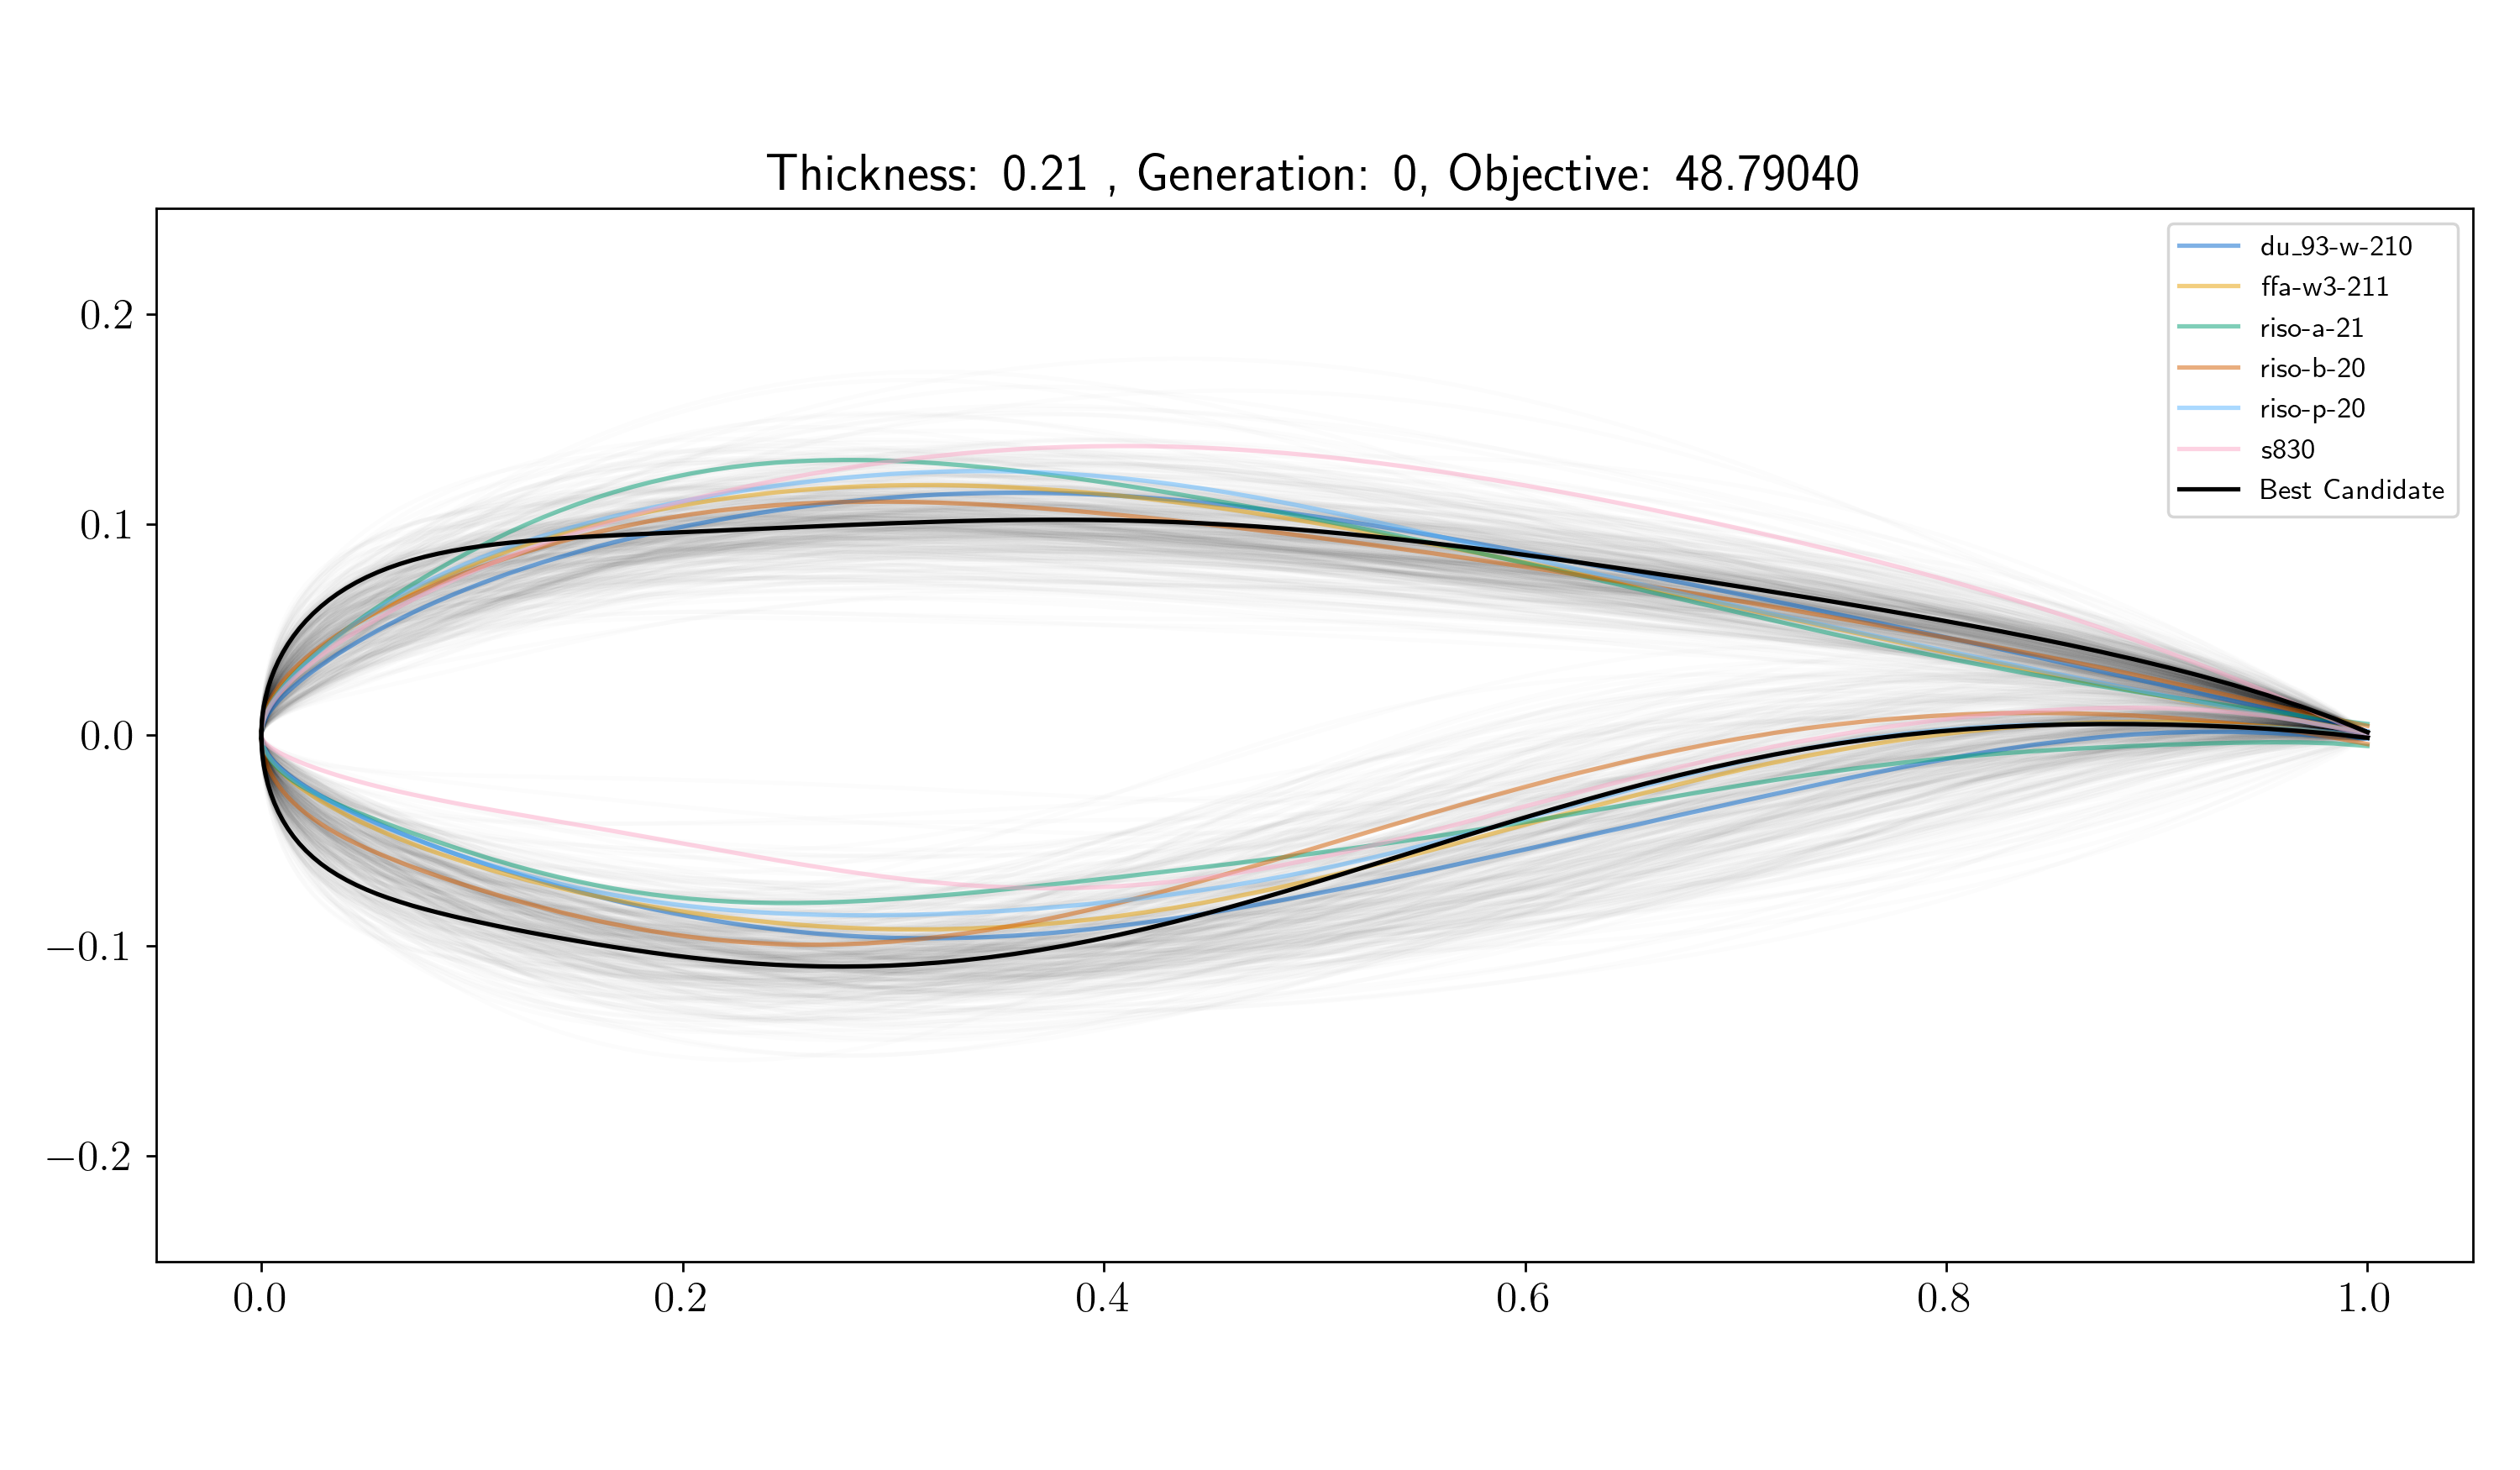 Thickness: 0.21 , Generation: 0, Objective: 48.79040
du_93-w-210
ffa-w3-211
riso-a-21
riso-b-20
riso-p-20
s830
Best Candidate
0.2
0.1
0.0
−0.1
−0.2
0.0 0.2 0.4 0.6 0.8 1.0